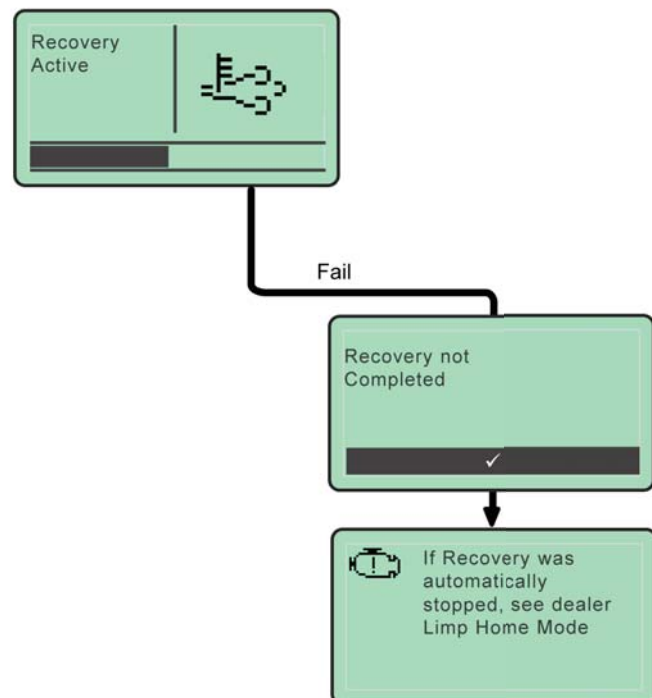 Recovery
Active
Fail
Recovery not
Completed
✓
If Recovery was
automatically
stopped, see dealer
Limp Home Mode